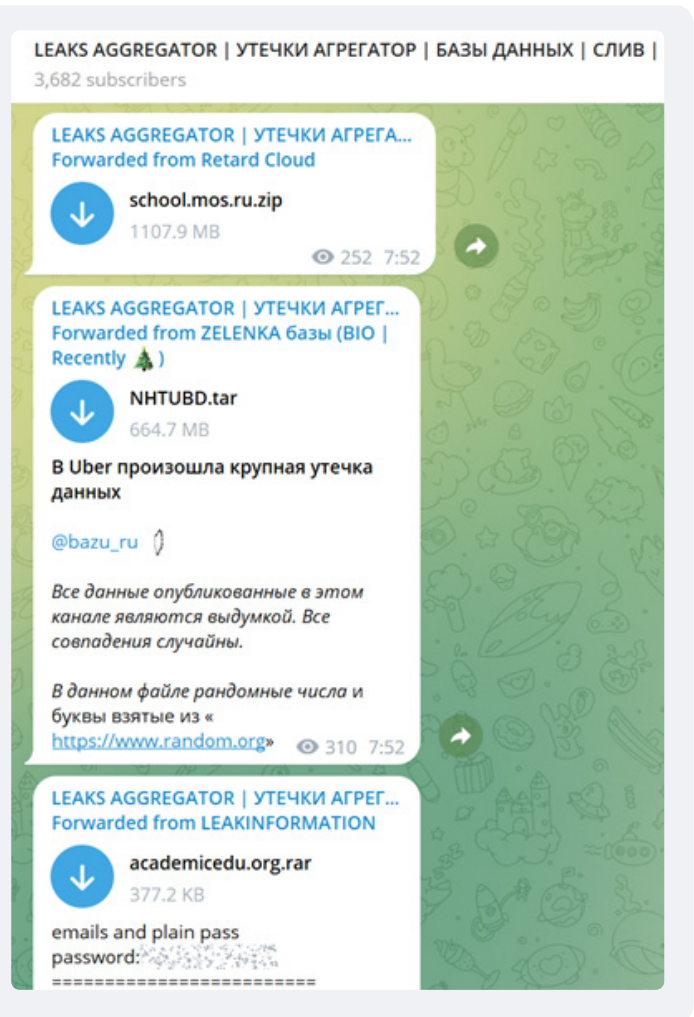 LEAKS AGGREGATOR | УТЕЧКИ АГРЕГАТОР | БАЗЫ ДАННЫХ | СЛИВ |
3,682 subscribers
LEAKS AGGREGATOR | УТЕЧКИ АГРЕГА...
Forwarded from Retard Cloud
school.mos.ru.zip
1107.9 MB
252 7:52
LEAKS AGGREGATOR | УТЕЧКИ АГРЕГ...
Forwarded from ZELENKA базы (BIO |
Recently 🎄 )
NHTUBD.tar
664.7 MB
В Uber произошла крупная утечка
данных
@bazu_ru
Все данные опубликованные в этом
канале являются выдумкой. Все
совпадения случайны.
В данном файле рандомные числа и
буквы взятые из «
https://www.random.org»
310 7:52
LEAKS AGGREGATOR | УТЕЧКИ АГРЕГ...
Forwarded from LEAKINFORMATION
academicedu.org.rar
377.2 KB
emails and plain pass
password:
=========================